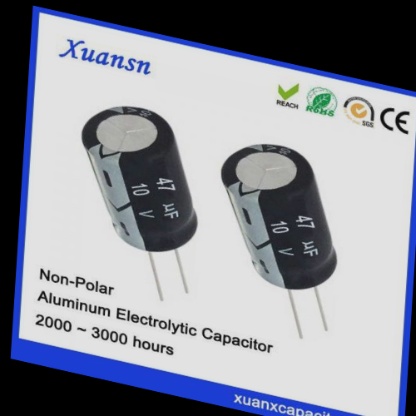 Xuansn
REACH
RoHS
SGS
CE
47 µF
10 V
47 µF
10 V
Non-Polar
Aluminum Electrolytic Capacitor
2000 ~ 3000 hours